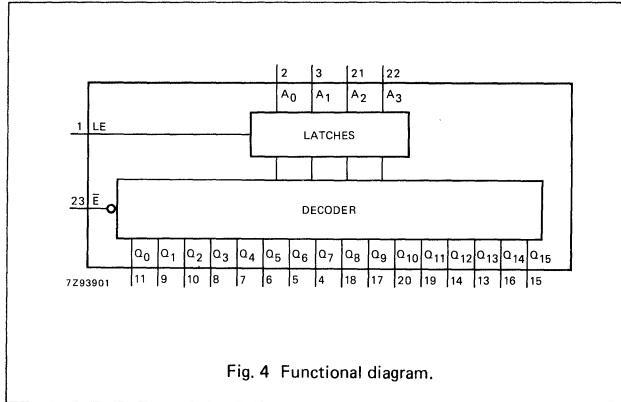 2 3 21 22
A0 A1 A2 A3
1 LE
LATCHES
23 E̅
DECODER
Q0 Q1 Q2 Q3 Q4 Q5 Q6 Q7 Q8 Q9 Q10 Q11 Q12 Q13 Q14 Q15
7Z93901 11 9 10 8 7 6 5 4 18 17 20 19 14 13 16 15
Fig. 4 Functional diagram.